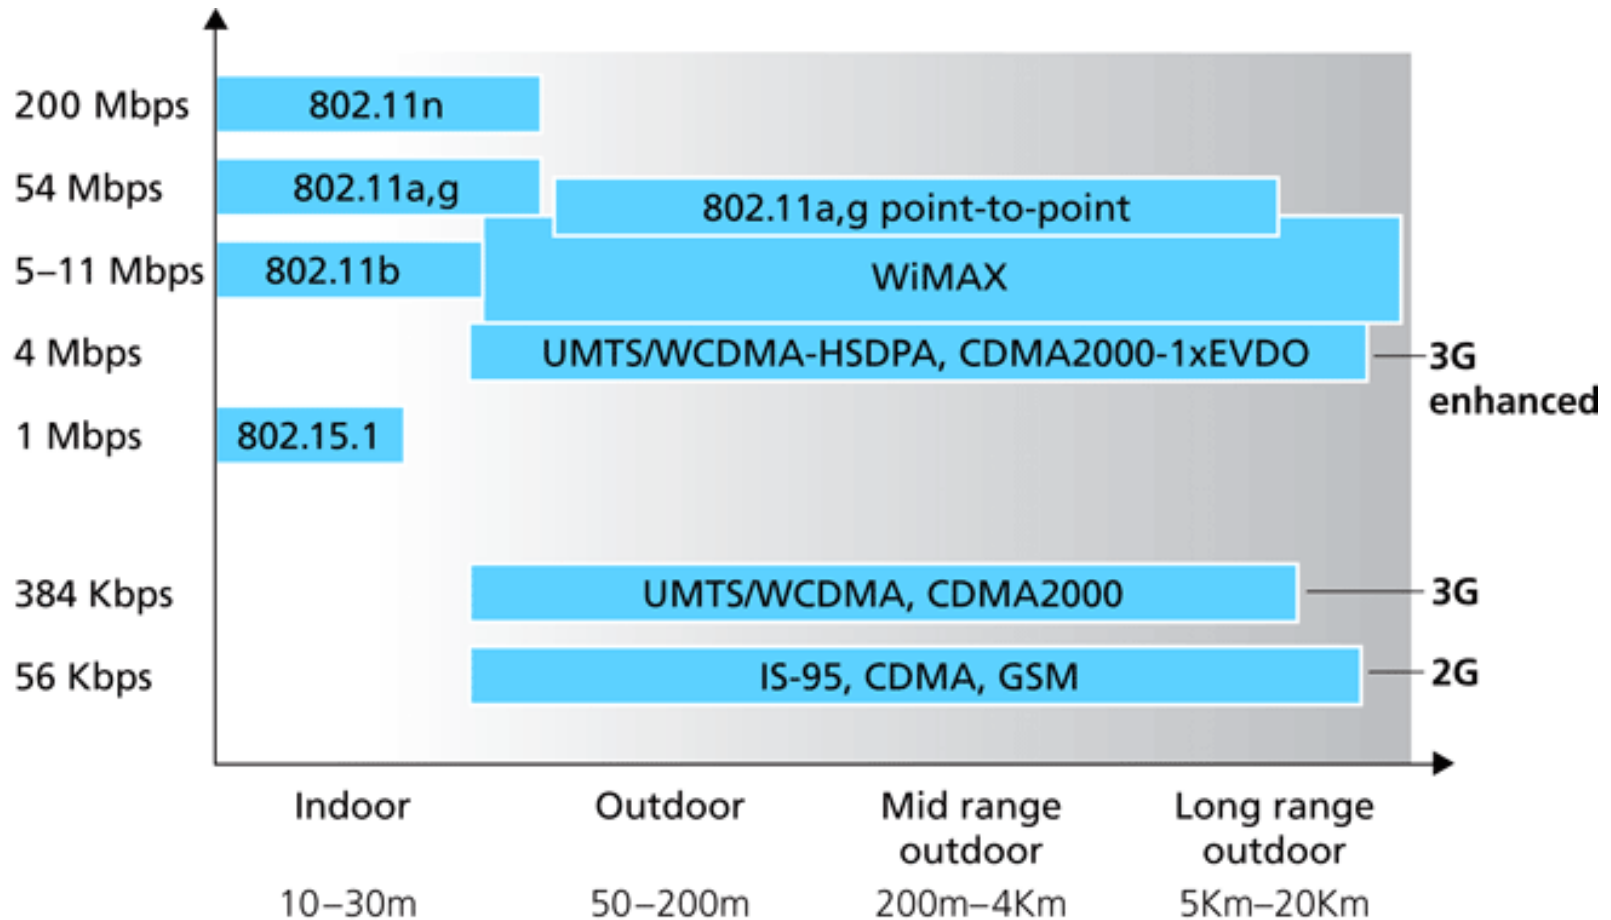 200 Mbps
802.11n
54 Mbps
802.11a,g
802.11a,g point-to-point
5–11 Mbps
802.11b
WiMAX
4 Mbps
UMTS/WCDMA-HSDPA, CDMA2000-1xEVDO
3G
enhanced
1 Mbps
802.15.1
384 Kbps
UMTS/WCDMA, CDMA2000
3G
56 Kbps
IS-95, CDMA, GSM
2G
Indoor
Outdoor
Mid range
outdoor
Long range
outdoor
10–30m
50–200m
200m–4Km
5Km–20Km